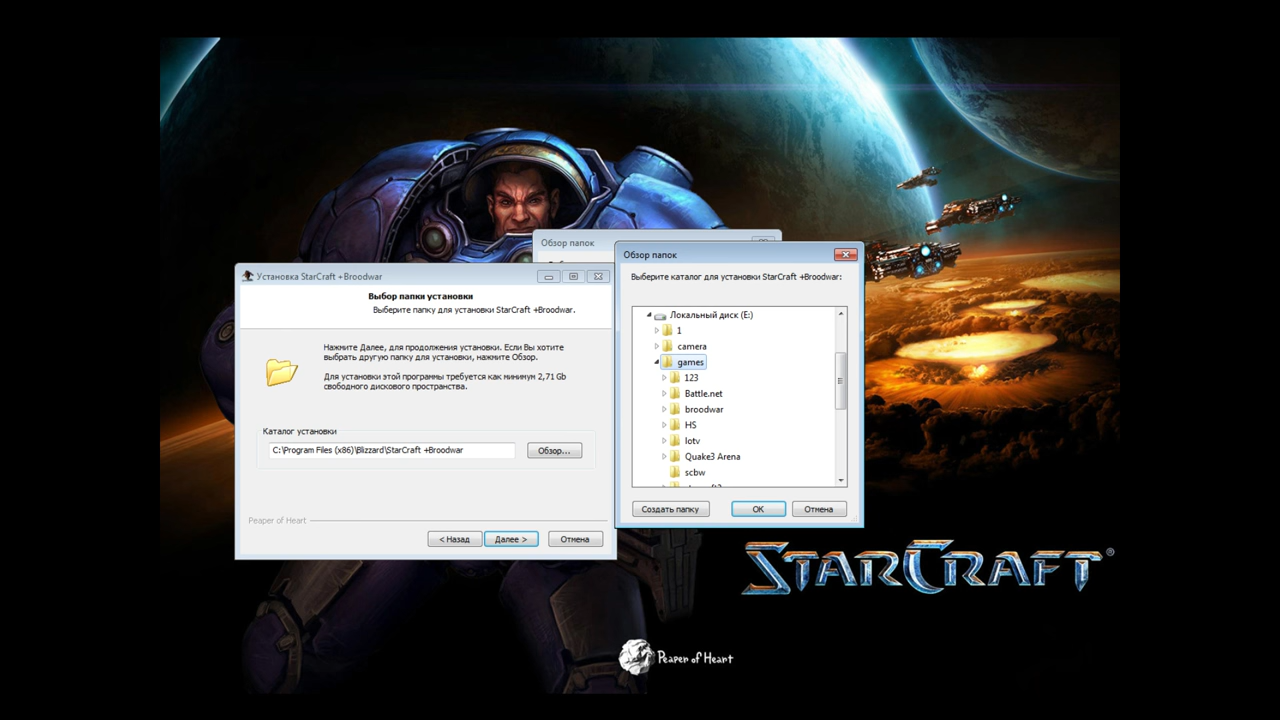 Обзор папок
Установка StarCraft +Broodwar
Выбор папки установки
Выберите папку для установки StarCraft +Broodwar.
Нажмите Далее, для продолжения установки. Если Вы хотите
выбрать другую папку для установки, нажмите Обзор.
Для установки этой программы требуется как минимум 2,71 Gb
свободного дискового пространства.
Каталог установки
C:\Program Files (x86)\Blizzard\StarCraft +Broodwar
Обзор...
Peaper of Heart
< Назад
Далее >
Отмена
Обзор папок
Выберите каталог для установки StarCraft +Broodwar:
Локальный диск (E:)
1
camera
games
123
Battle.net
broodwar
HS
lotv
Quake3 Arena
scbw
Создать папку
OK
Отмена
STARCRAFT®
Peaper of Heart